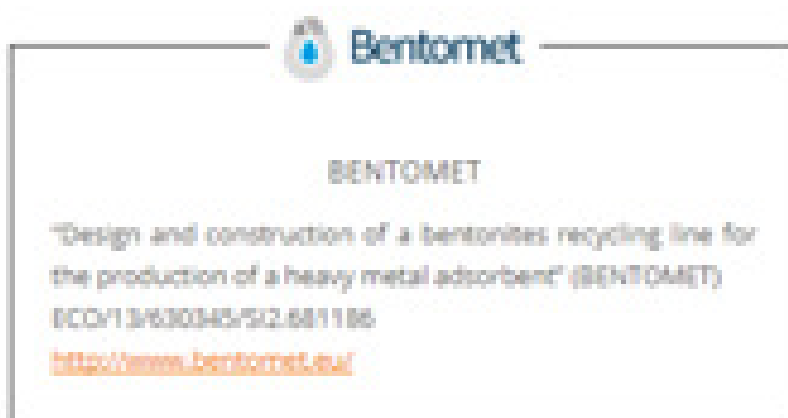 Bentomet
BENTOMET
"Design and construction of a bentonites recycling line for
the production of a heavy metal adsorbent" (BENTOMET)
ECO/13/630345/SI2.681186
http://www.bentomet.eu/